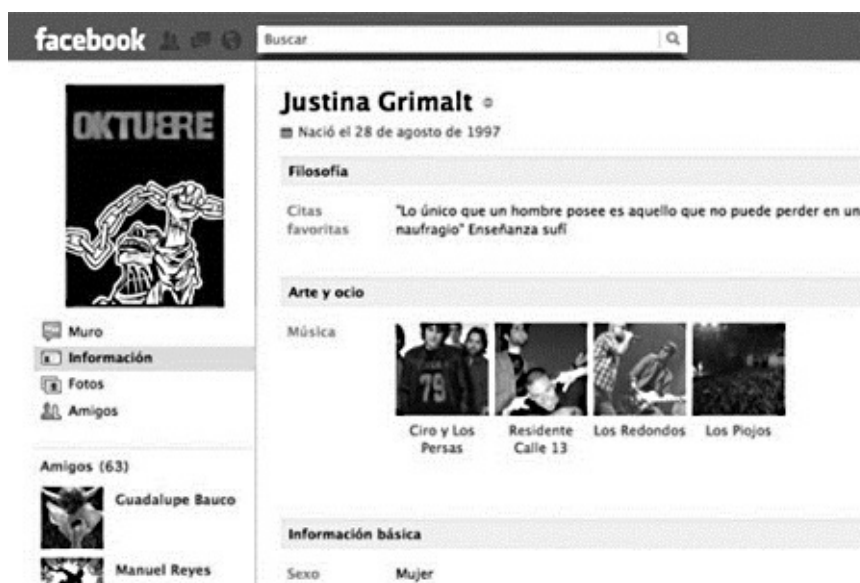 facebook
Buscar
OKTUBRE
Justina Grimalt
Nació el 28 de agosto de 1997
Filosofía
Citas favoritas
"Lo único que un hombre posee es aquello que no puede perder en un
naufragio" Enseñanza sufí
Arte y ocio
Música
79
Ciro y Los
Persas
Residente
Calle 13
Los Redondos
Los Piojos
Muro
Información
Fotos
Amigos
Amigos (63)
Guadalupe Bauco
Manuel Reyes
Información básica
Sexo
Mujer